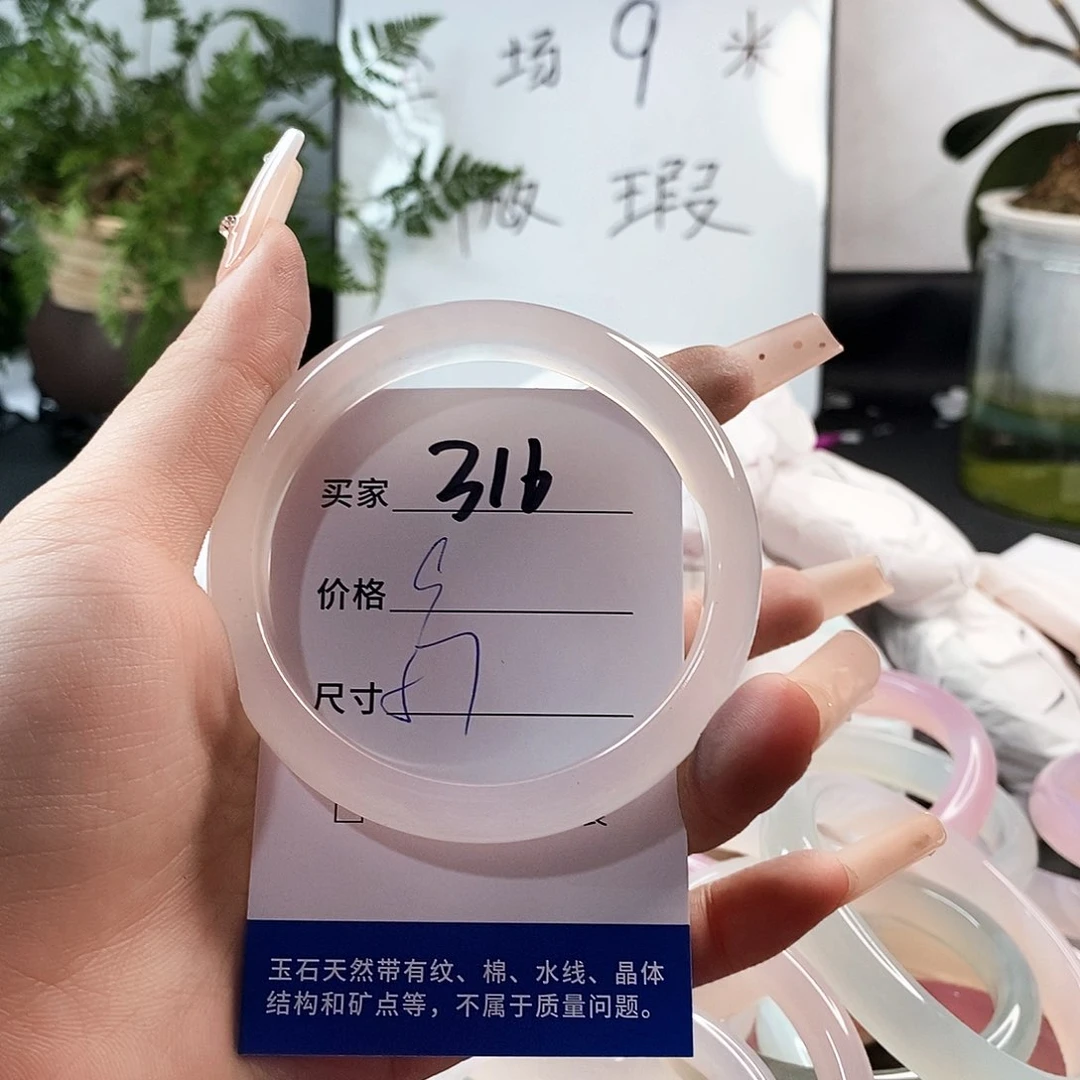 场 9 米
瑕
买家 316
价格
尺寸 57
玉石天然带有纹、棉、水线、晶体
结构和矿点等，不属于质量问题。